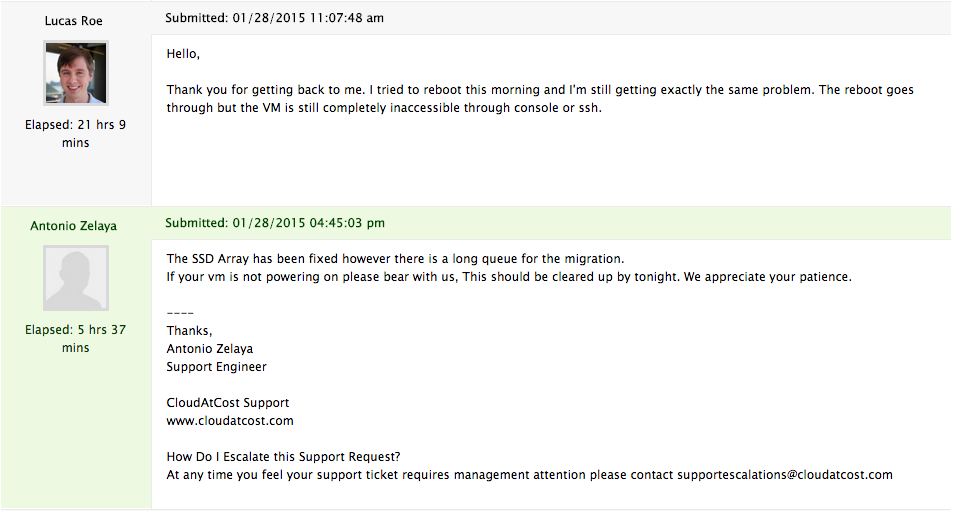 Lucas Roe
Submitted: 01/28/2015 11:07:48 am
Elapsed: 21 hrs 9
mins
Hello,
Thank you for getting back to me. I tried to reboot this morning and I'm still getting exactly the same problem. The reboot goes
through but the VM is still completely inaccessible through console or ssh.
Antonio Zelaya
Submitted: 01/28/2015 04:45:03 pm
Elapsed: 5 hrs 37
mins
The SSD Array has been fixed however there is a long queue for the migration.
If your vm is not powering on please bear with us, This should be cleared up by tonight. We appreciate your patience.
----
Thanks,
Antonio Zelaya
Support Engineer
CloudAtCost Support
www.cloudatcost.com
How Do I Escalate this Support Request?
At any time you feel your support ticket requires management attention please contact supportescalations@cloudatcost.com